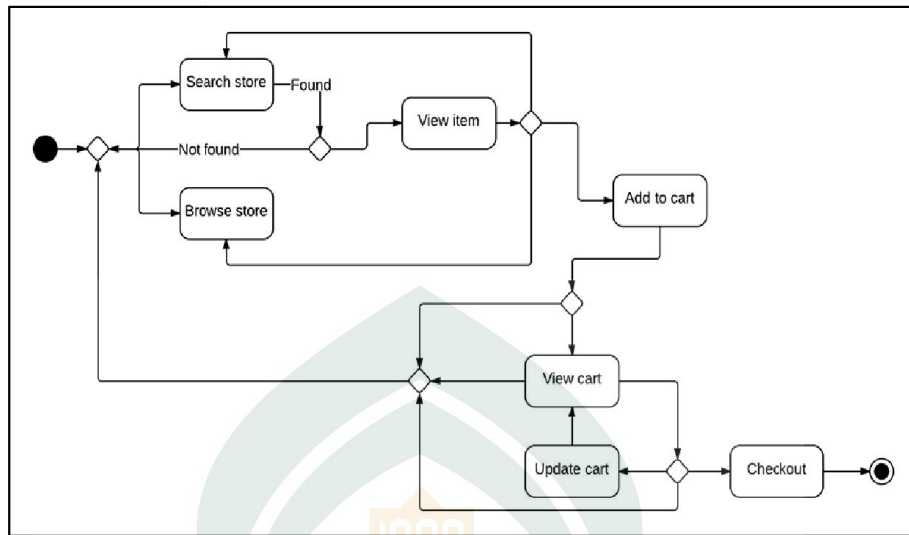 Search store
Found
View item
Not found
Browse store
Add to cart
View cart
Update cart
Checkout